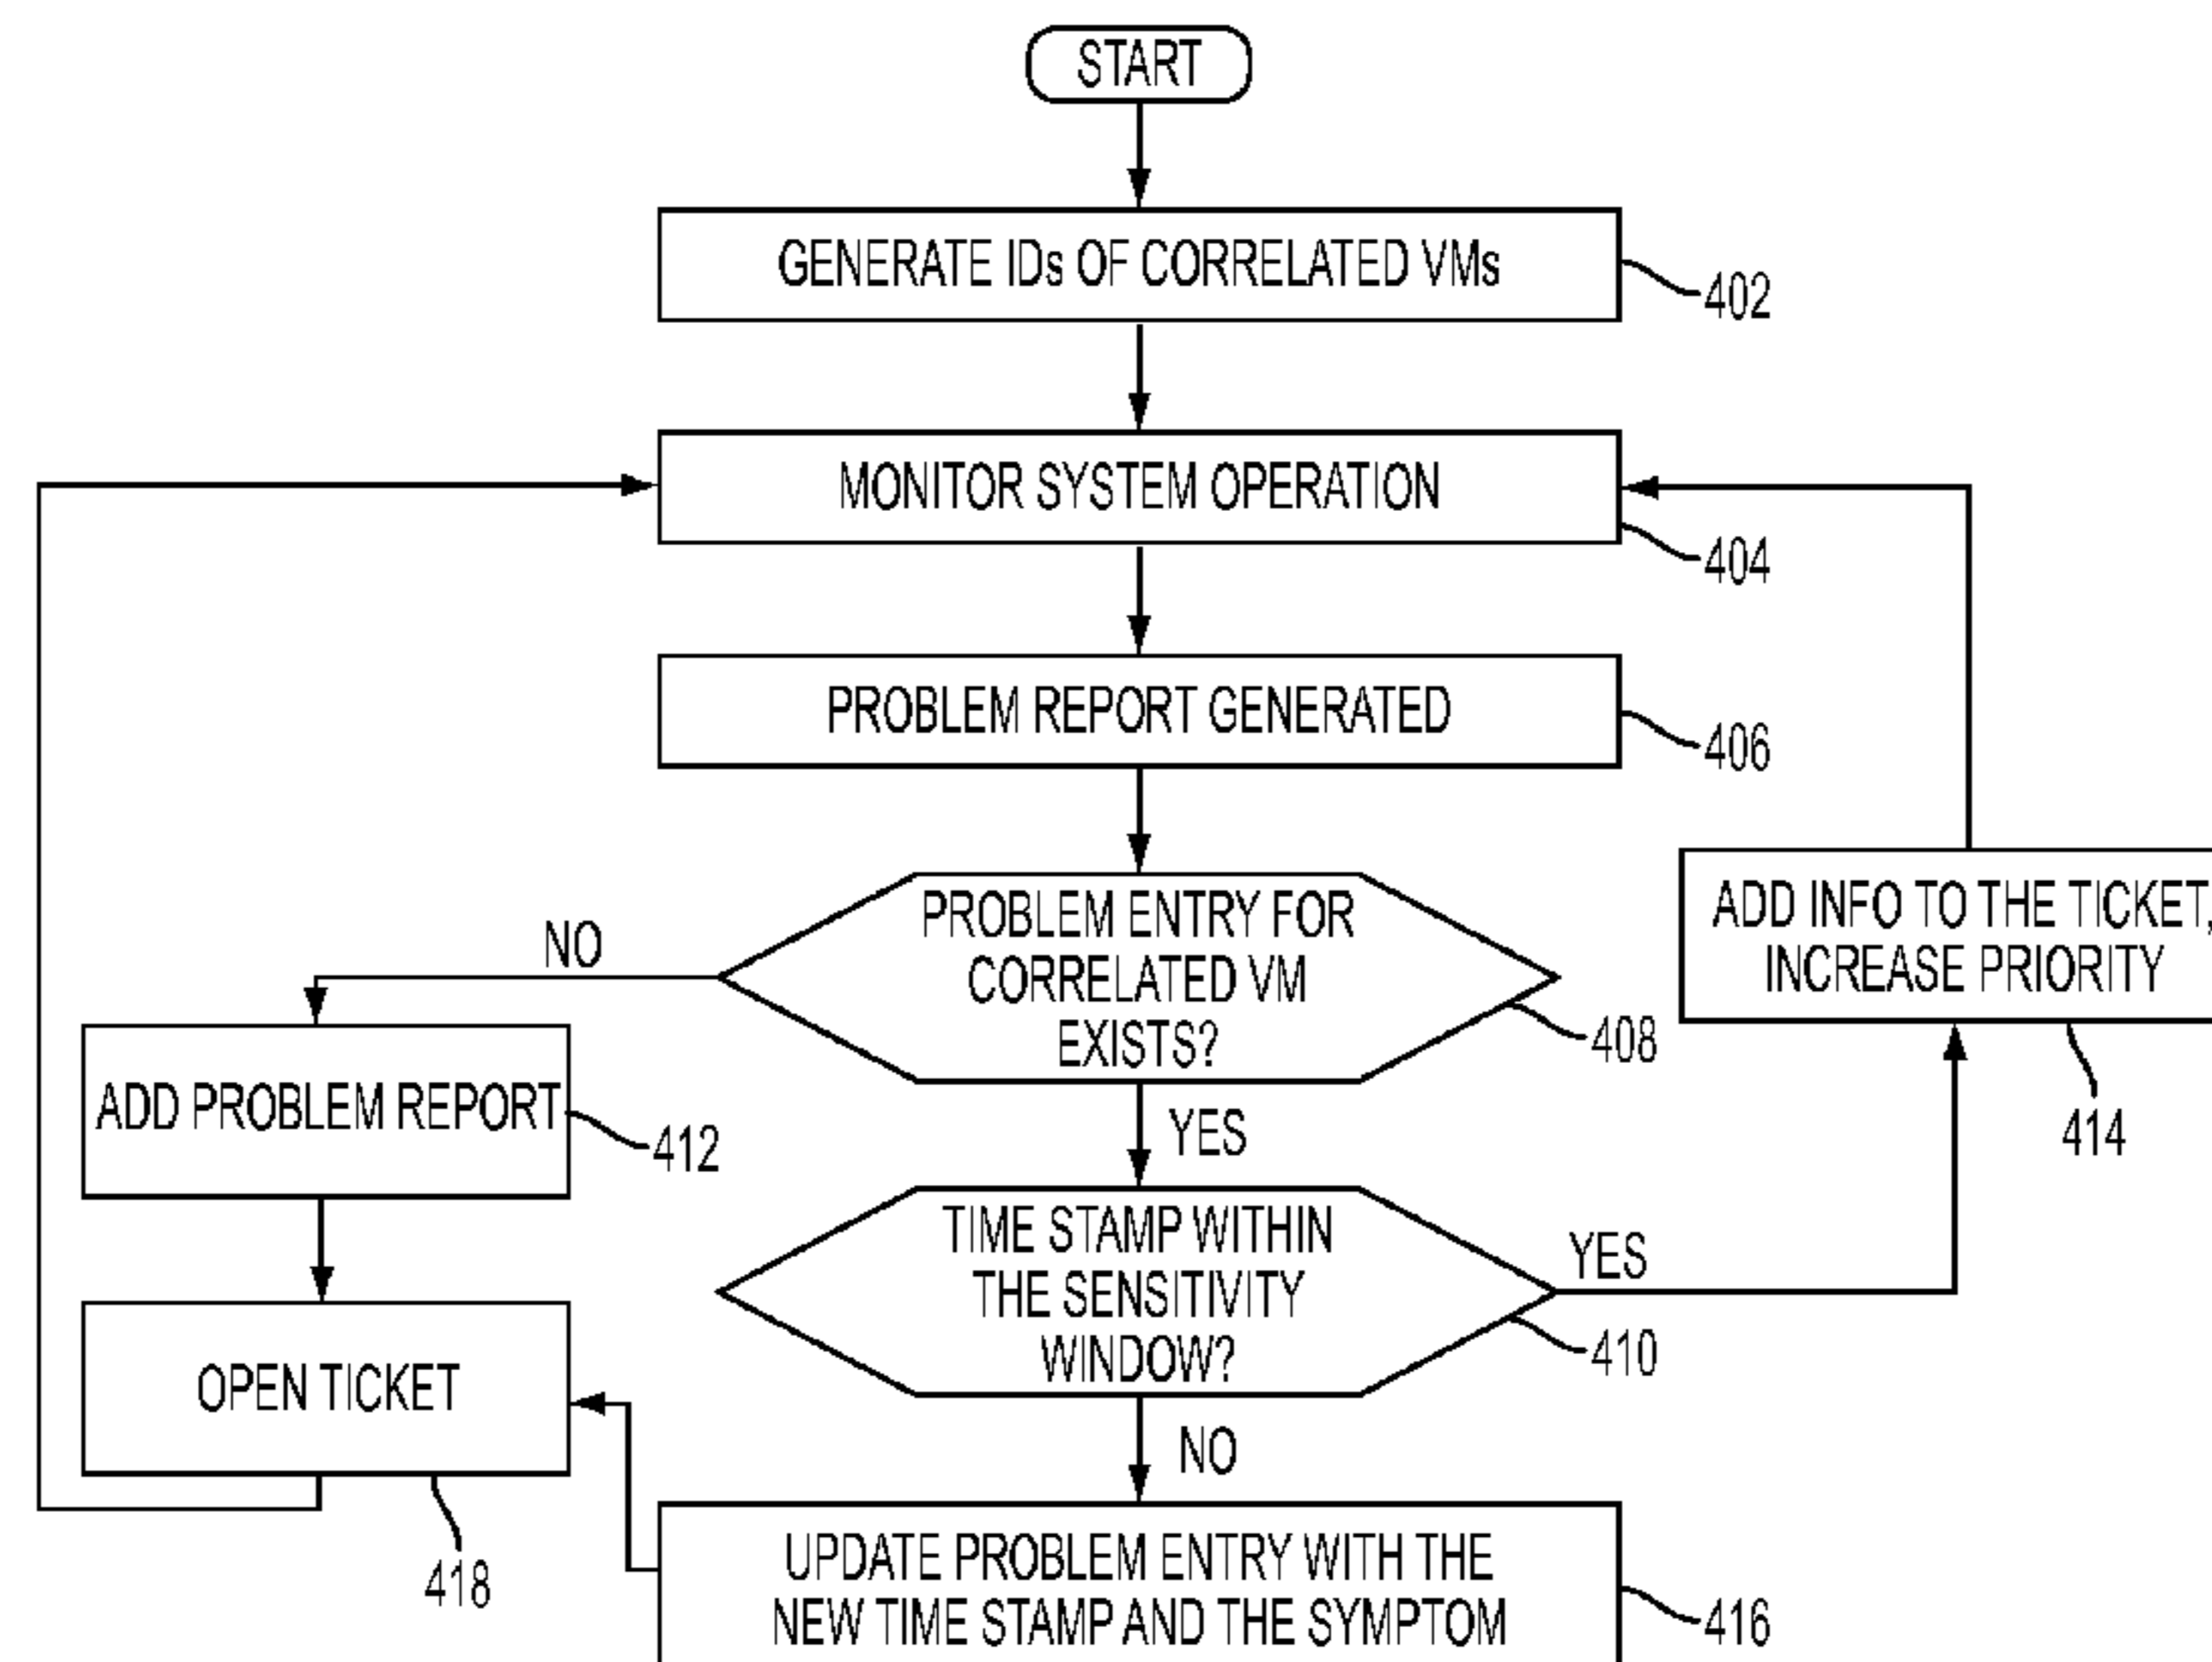 START
GENERATE IDs OF CORRELATED VMs
402
MONITOR SYSTEM OPERATION
404
PROBLEM REPORT GENERATED
406
PROBLEM ENTRY FOR
CORRELATED VM
EXISTS?
408
NO
YES
ADD INFO TO THE TICKET,
INCREASE PRIORITY
414
ADD PROBLEM REPORT
412
TIME STAMP WITHIN
THE SENSITIVITY
WINDOW?
410
YES
NO
OPEN TICKET
418
UPDATE PROBLEM ENTRY WITH THE
NEW TIME STAMP AND THE SYMPTOM
416